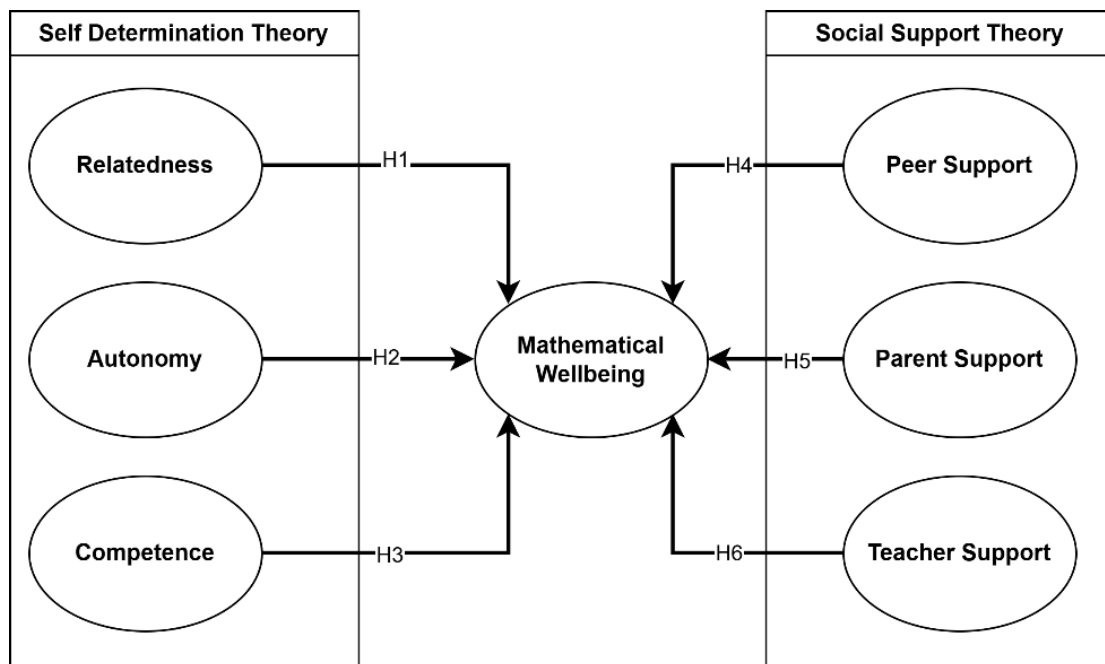 Self Determination Theory
Social Support Theory
Relatedness
H1
H4
Peer Support
Autonomy
H2
Mathematical
Wellbeing
H5
Parent Support
Competence
H3
H6
Teacher Support